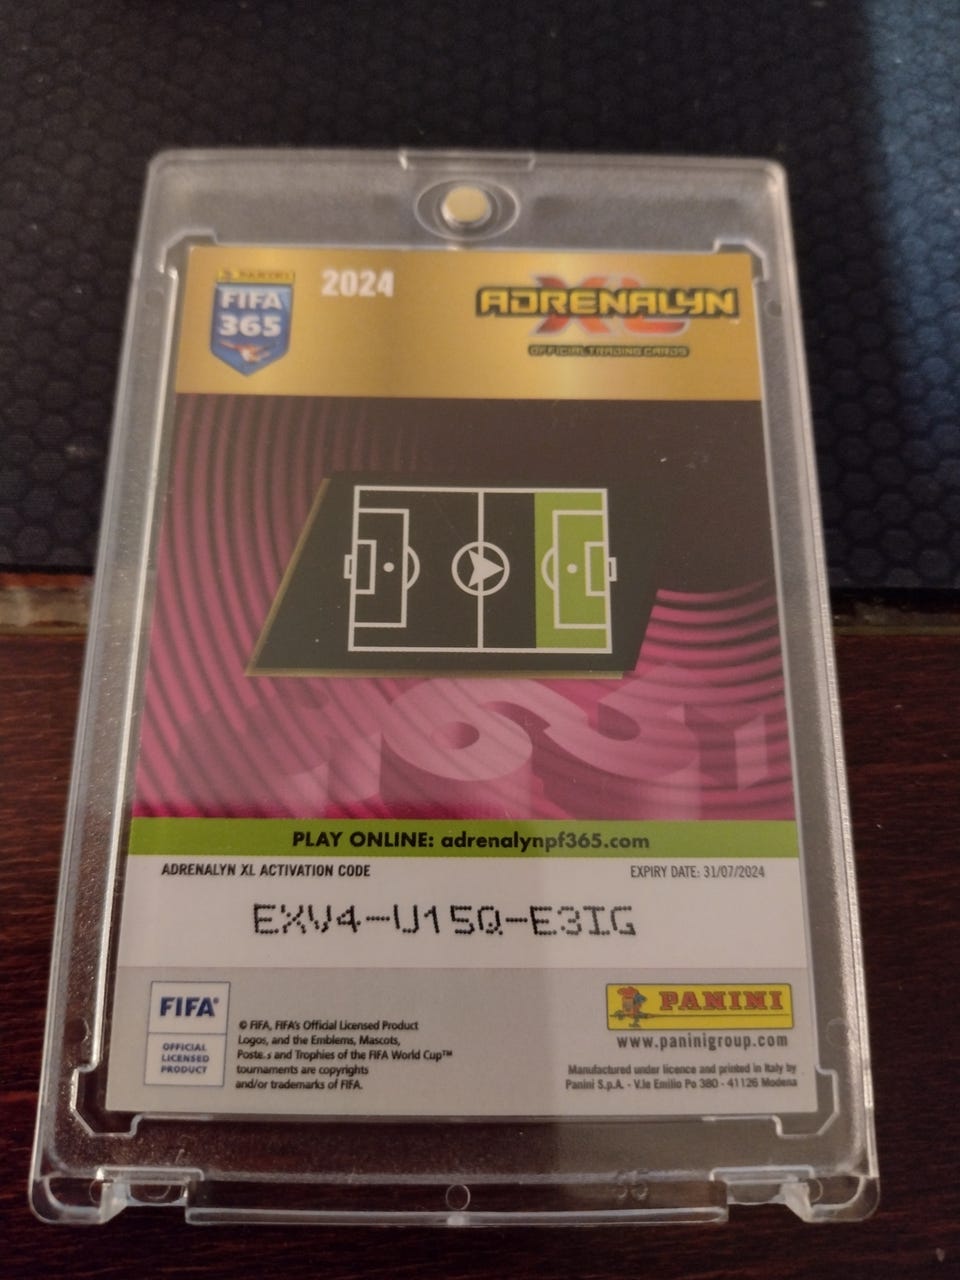 PANINI
FIFA
365
2024
ADRENALYN
XL
OFFICIAL TRADING CARDS
PLAY ONLINE: adrenalynpf365.com
ADRENALYN XL ACTIVATION CODE
EXPIRY DATE: 31/07/2024
EXV4-U15Q-E3IG
FIFA®
OFFICIAL
LICENSED
PRODUCT
© FIFA, FIFA's Official Licensed Product
Logos, and the Emblems, Mascots,
Posters and Trophies of the FIFA World Cup™
tournaments are copyrights
and/or trademarks of FIFA.
PANINI
www.paninigroup.com
Manufactured under licence and printed in Italy by
Panini S.p.A. - V.le Emilio Po 380 - 41126 Modena
35